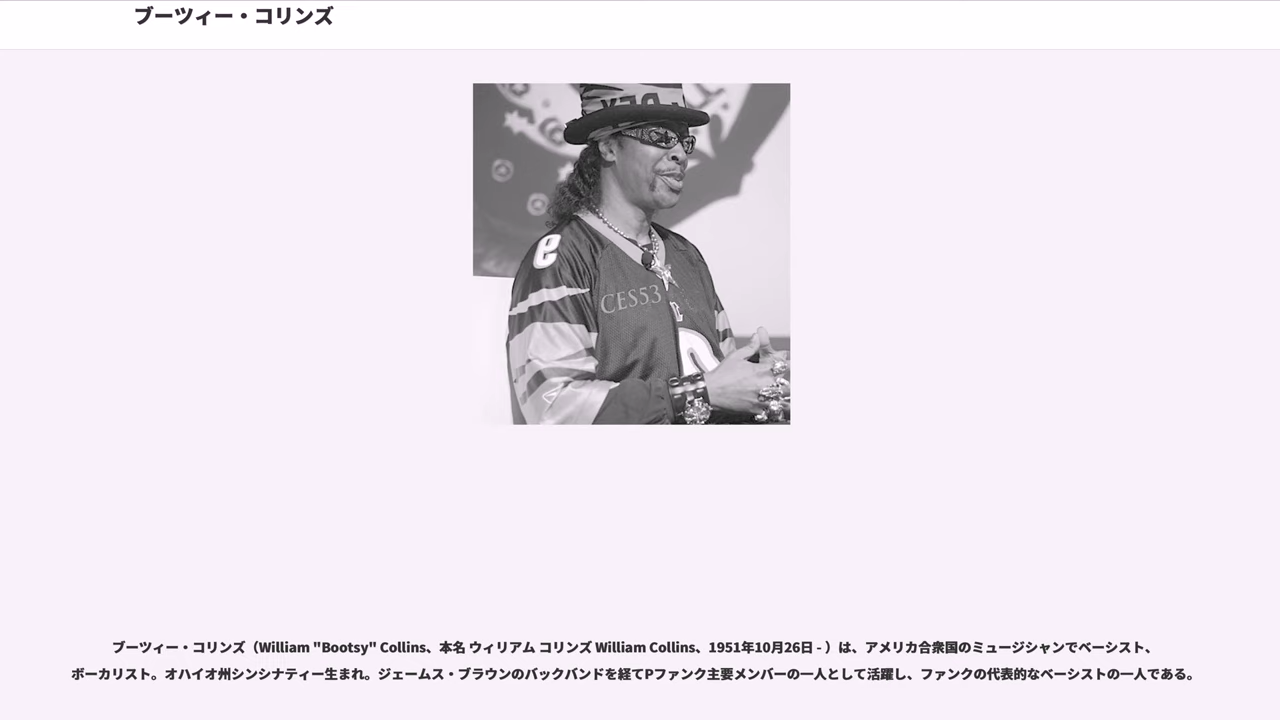 ブーツィー・コリンズ
CES53
ブーツィー・コリンズ（William "Bootsy" Collins、本名 ウィリアム コリンズ William Collins、1951年10月26日 - ）は、アメリカ合衆国のミュージシャンでベーシスト、
ボーカリスト。オハイオ州シンシナティー生まれ。ジェームス・ブラウンのバックバンドを経てPファンク主要メンバーの一人として活躍し、ファンクの代表的なベーシストの一人である。